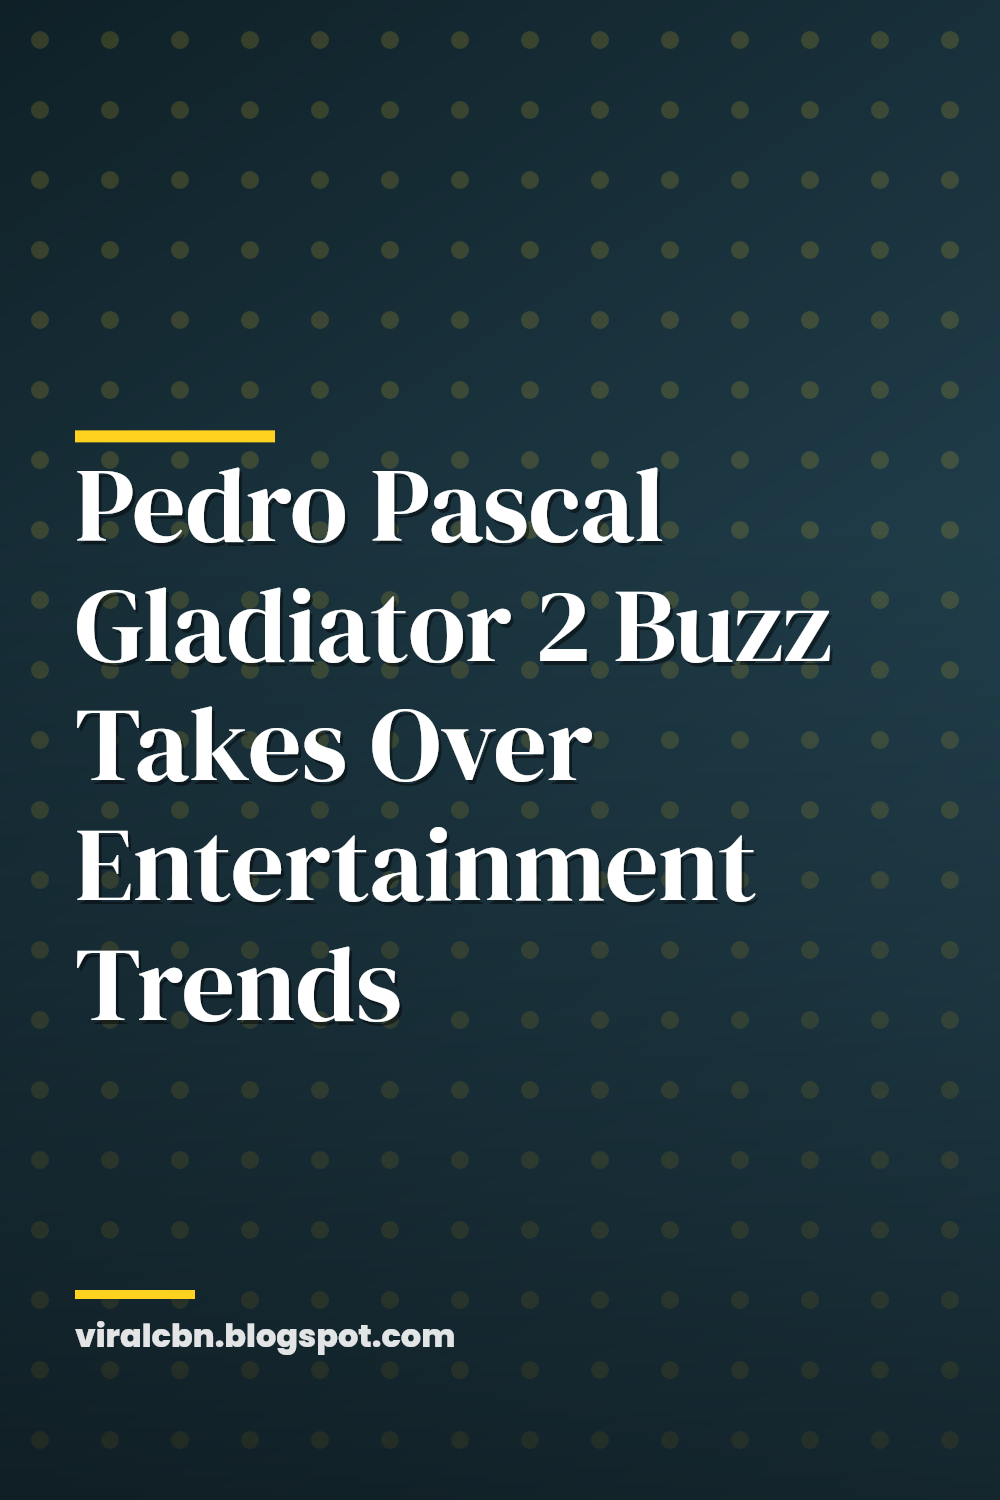 Pedro Pascal
Gladiator 2 Buzz
Takes Over
Entertainment
Trends
viralcbn.blogspot.com